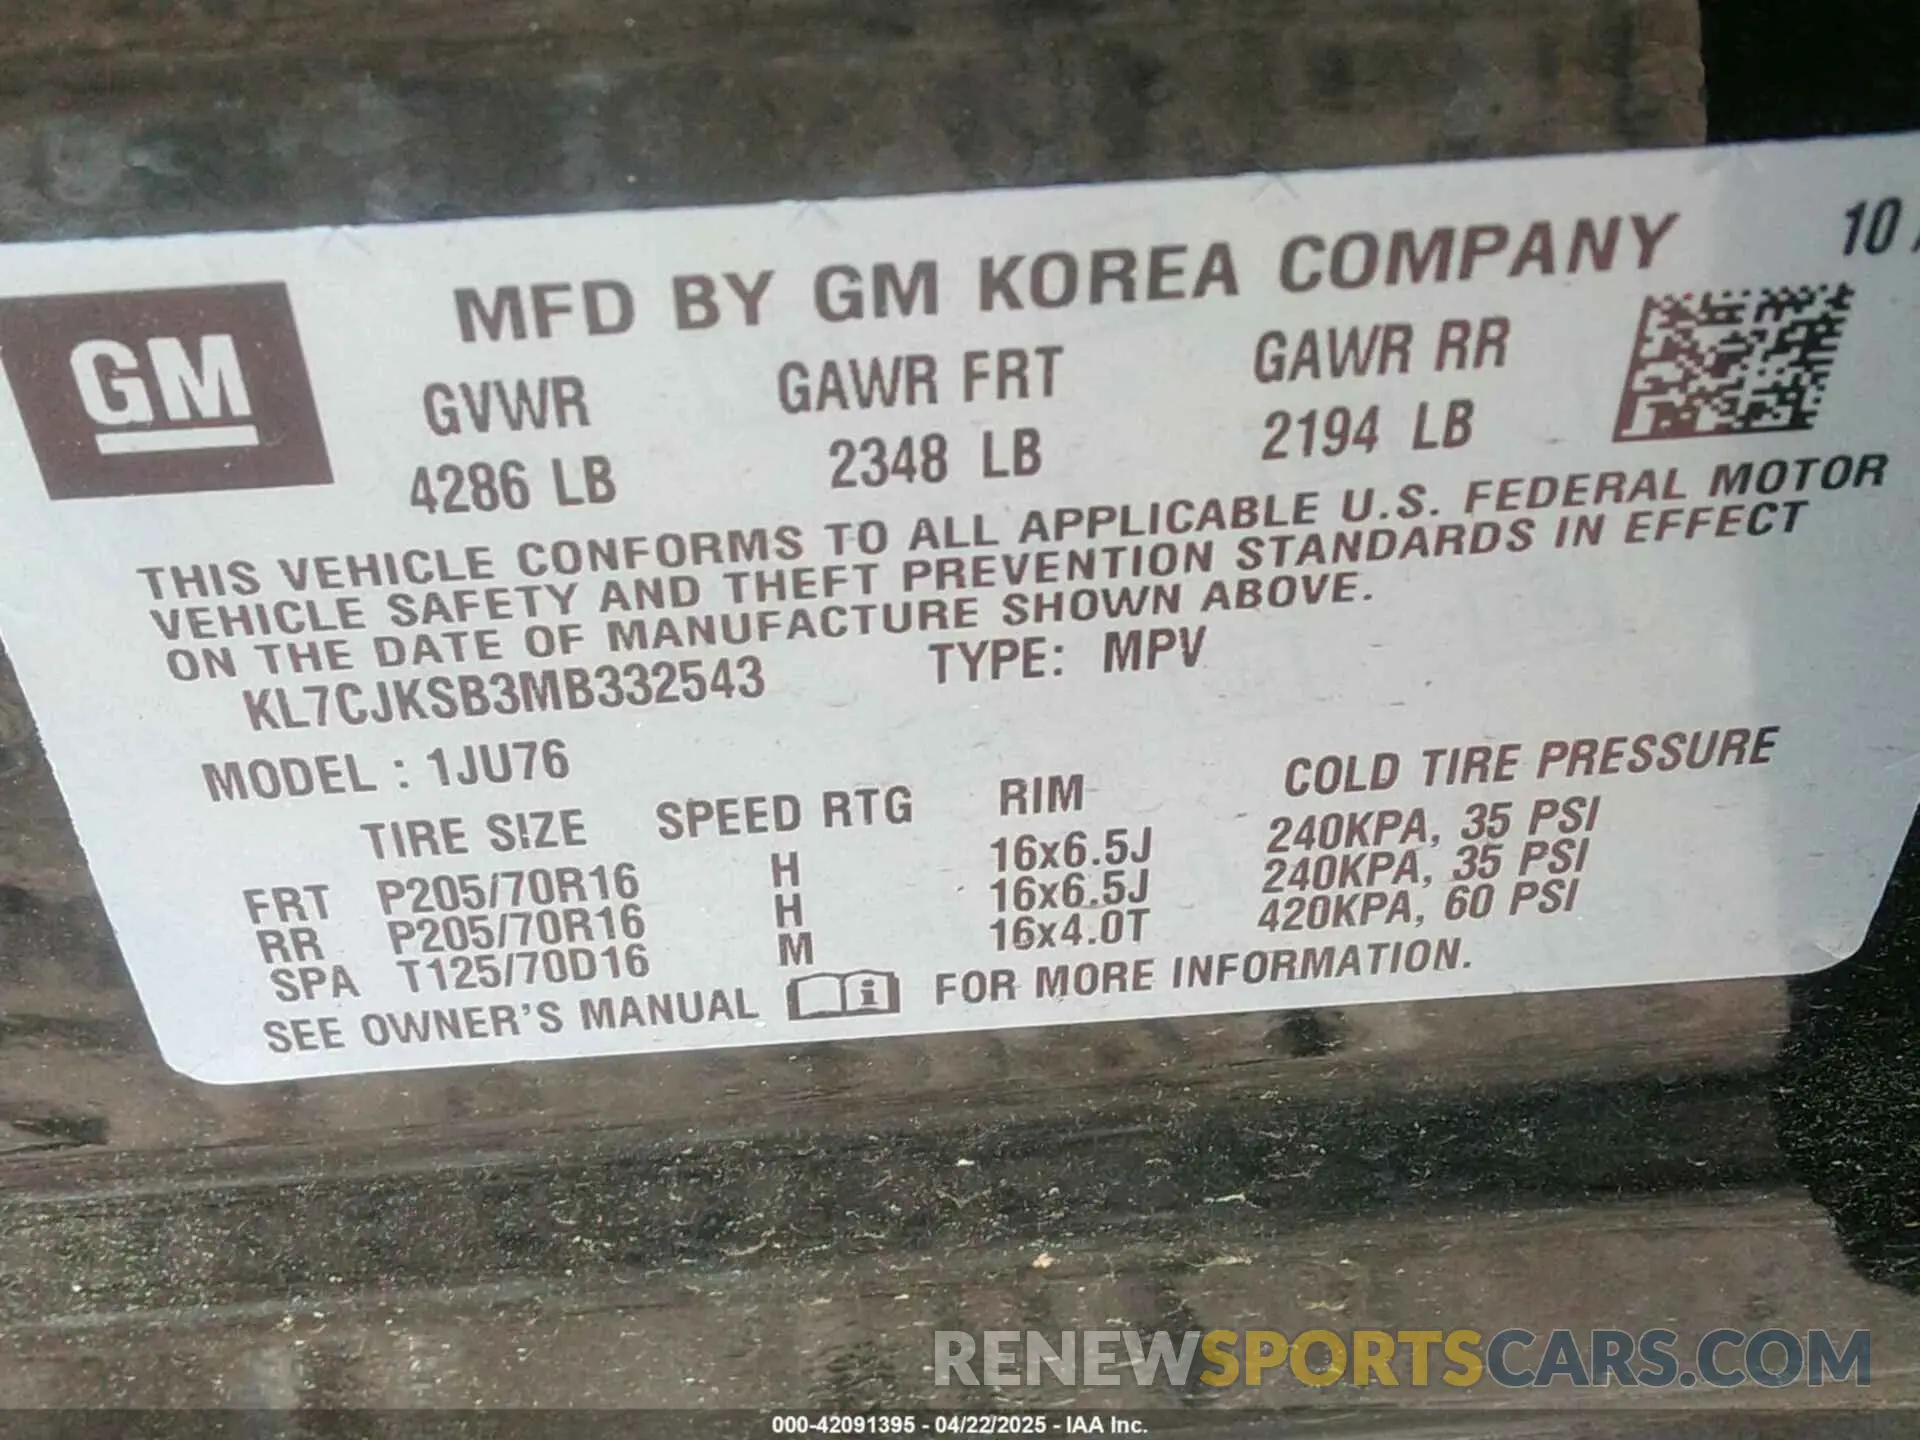 MFD BY GM KOREA COMPANY 10 /
GM
GVWR GAWR FRT GAWR RR
4286 LB 2348 LB 2194 LB
THIS VEHICLE CONFORMS TO ALL APPLICABLE U.S. FEDERAL MOTOR
VEHICLE SAFETY AND THEFT PREVENTION STANDARDS IN EFFECT
ON THE DATE OF MANUFACTURE SHOWN ABOVE.
KL7CJKSB3MB332543 TYPE: MPV
MODEL : 1JU76
TIRE SIZE SPEED RTG RIM COLD TIRE PRESSURE
FRT P205/70R16 H 16x6.5J 240KPA, 35 PSI
RR P205/70R16 H 16x6.5J 240KPA, 35 PSI
SPA T125/70D16 M 16x4.0T 420KPA, 60 PSI
SEE OWNER'S MANUAL FOR MORE INFORMATION.
RENEWSPORTSCARS.COM
000-42091395 - 04/22/2025 - IAA Inc.